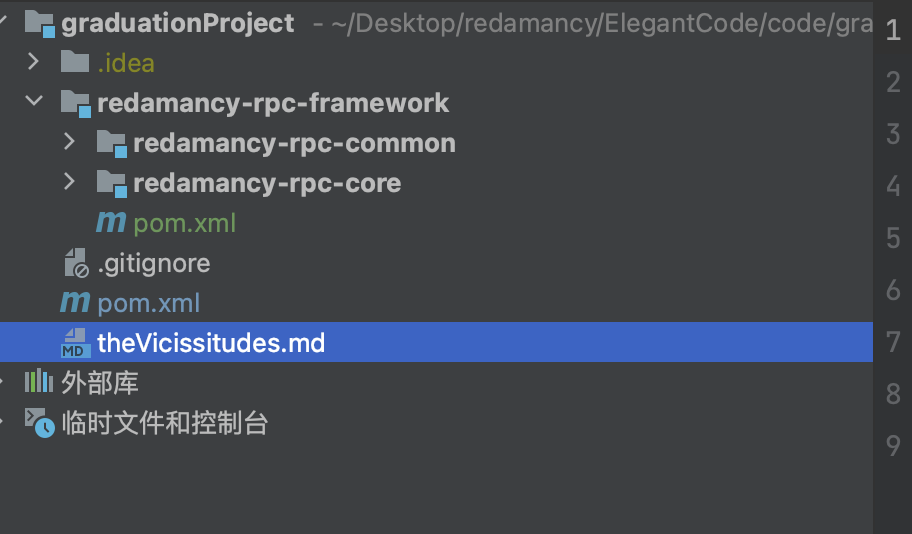 graduationProject - ~/Desktop/redamancy/ElegantCode/code/gra
.idea
redamancy-rpc-framework
redamancy-rpc-common
redamancy-rpc-core
m pom.xml
.gitignore
m pom.xml
MD theVicissitudes.md
外部库
临时文件和控制台
1
2
3
4
5
6
7
8
9